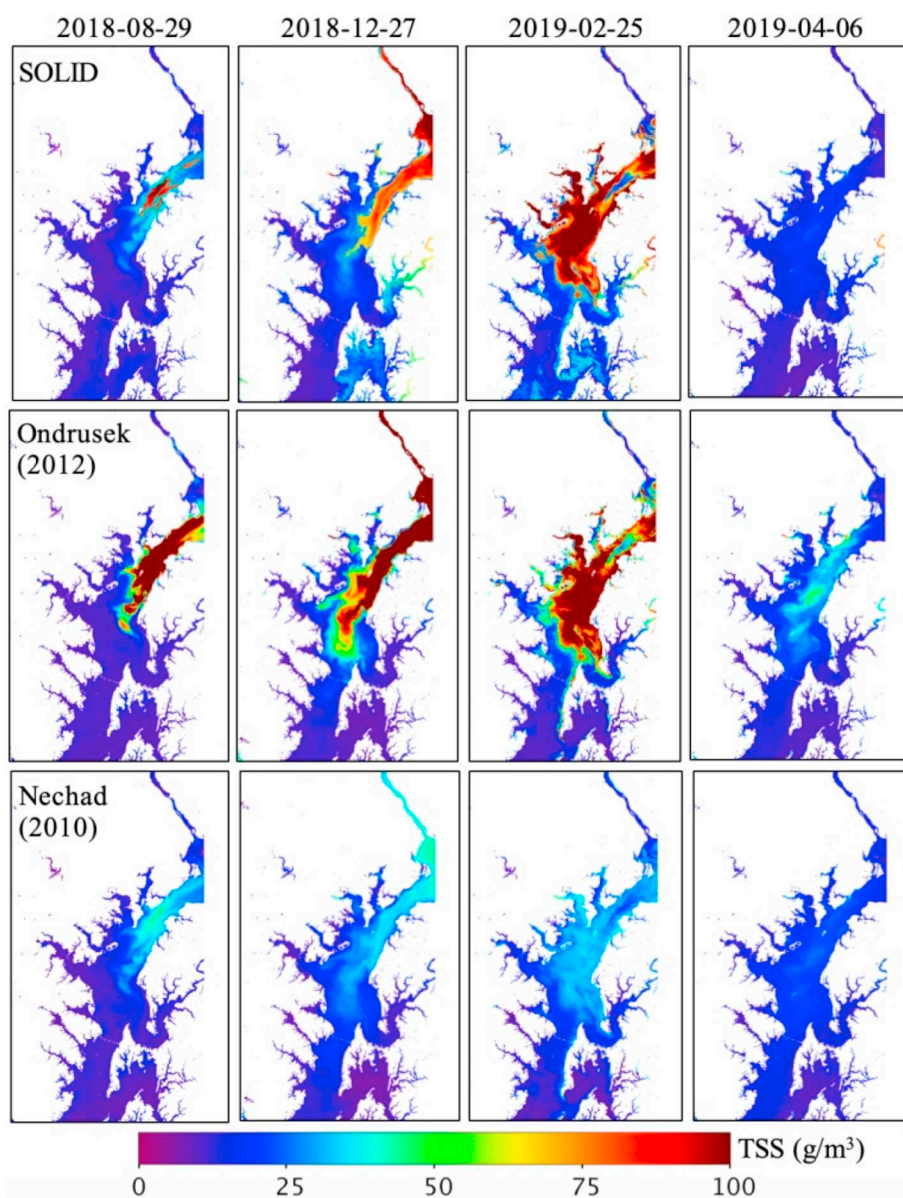 2018-08-29 2018-12-27 2019-02-25 2019-04-06
SOLID
Ondrusek
(2012)
Nechad
(2010)
TSS (g/m³)
0 25 50 75 100